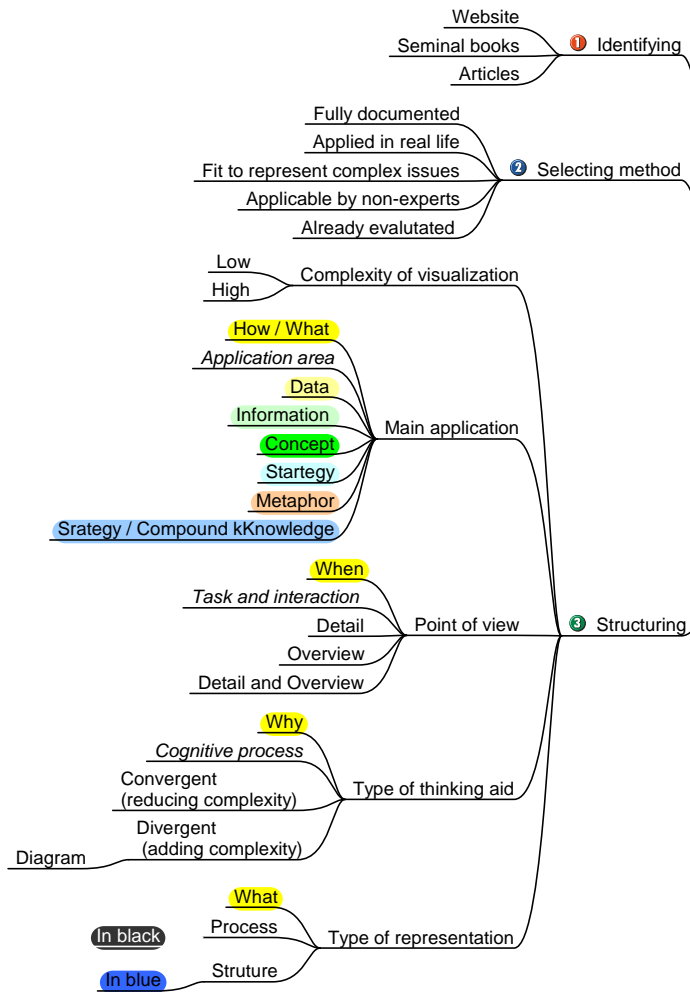 Website
Seminal books
Articles
1 Identifying
Fully documented
Applied in real life
Fit to represent complex issues
Applicable by non-experts
Already evalutated
2 Selecting method
Low
High
Complexity of visualization
How / What
Application area
Data
Information
Concept
Startegy
Metaphor
Srategy / Compound kKnowledge
Main application
When
Task and interaction
Detail
Overview
Detail and Overview
Point of view
3 Structuring
Why
Cognitive process
Convergent
(reducing complexity)
Divergent
(adding complexity)
Diagram
Type of thinking aid
What
Process
Struture
In black
In blue
Type of representation